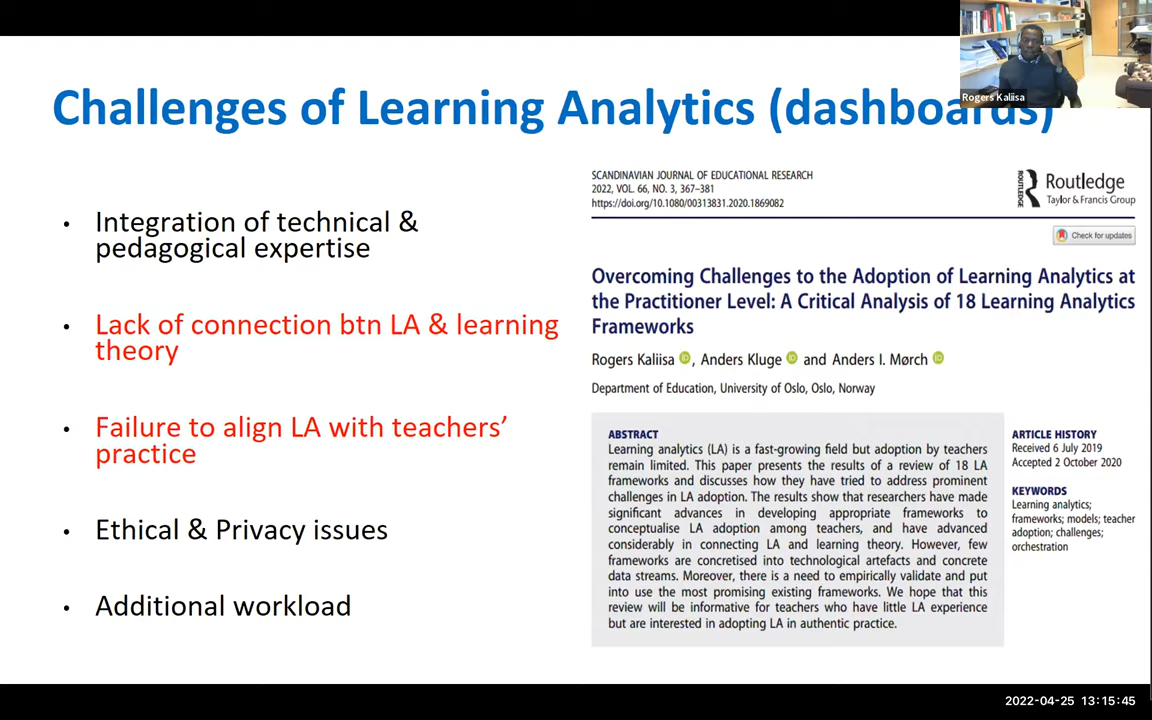 Rogers Kaliisa
Challenges of Learning Analytics (dashboards)
• Integration of technical &
pedagogical expertise
• Lack of connection btn LA & learning
theory
• Failure to align LA with teachers’
practice
• Ethical & Privacy issues
• Additional workload
SCANDINAVIAN JOURNAL OF EDUCATIONAL RESEARCH
2022, VOL. 66, NO. 3, 367–381
https://doi.org/10.1080/00313831.2020.1869082
ROUTLEDGE
Routledge
Taylor & Francis Group
Check for updates
Overcoming Challenges to the Adoption of Learning Analytics at
the Practitioner Level: A Critical Analysis of 18 Learning Analytics
Frameworks
Rogers Kaliisa iD, Anders Kluge iD and Anders I. Mørch iD
Department of Education, University of Oslo, Oslo, Norway
ABSTRACT
Learning analytics (LA) is a fast-growing field but adoption by teachers
remain limited. This paper presents the results of a review of 18 LA
frameworks and discusses how they have tried to address prominent
challenges in LA adoption. The results show that researchers have made
significant advances in developing appropriate frameworks to
conceptualise LA adoption among teachers, and have advanced
considerably in connecting LA and learning theory. However, few
frameworks are concretised into technological artefacts and concrete
data streams. Moreover, there is a need to empirically validate and put
into use the most promising existing frameworks. We hope that this
review will be informative for teachers who have little LA experience
but are interested in adopting LA in authentic practice.
ARTICLE HISTORY
Received 6 July 2019
Accepted 2 October 2020
KEYWORDS
Learning analytics;
frameworks; models; teacher
adoption; challenges;
orchestration
2022-04-25 13:15:45